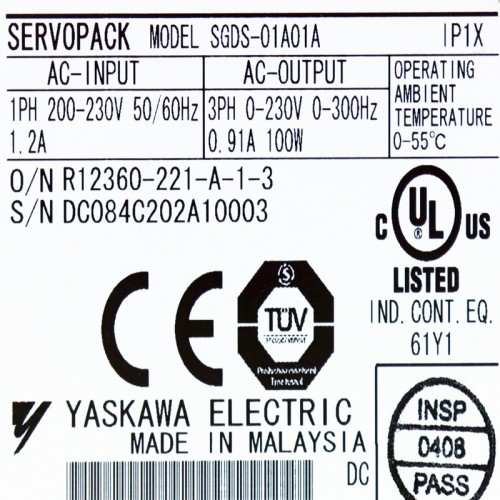 SERVOPACK MODEL SGDS-01A01A IP1X
AC-INPUT AC-OUTPUT OPERATING
AMBIENT
TEMPERATURE
0-55°C
1PH 200-230V 50/60Hz 3PH 0-230V 0-300Hz
1.2A 0.91A 100W
O/N R12360-221-A-1-3
S/N DC084C202A10003
C UL ® US
LISTED
IND. CONT. EQ.
61Y1
CE
TÜV
YASKAWA ELECTRIC
MADE IN MALAYSIA
DC
INSP
0408
PASS